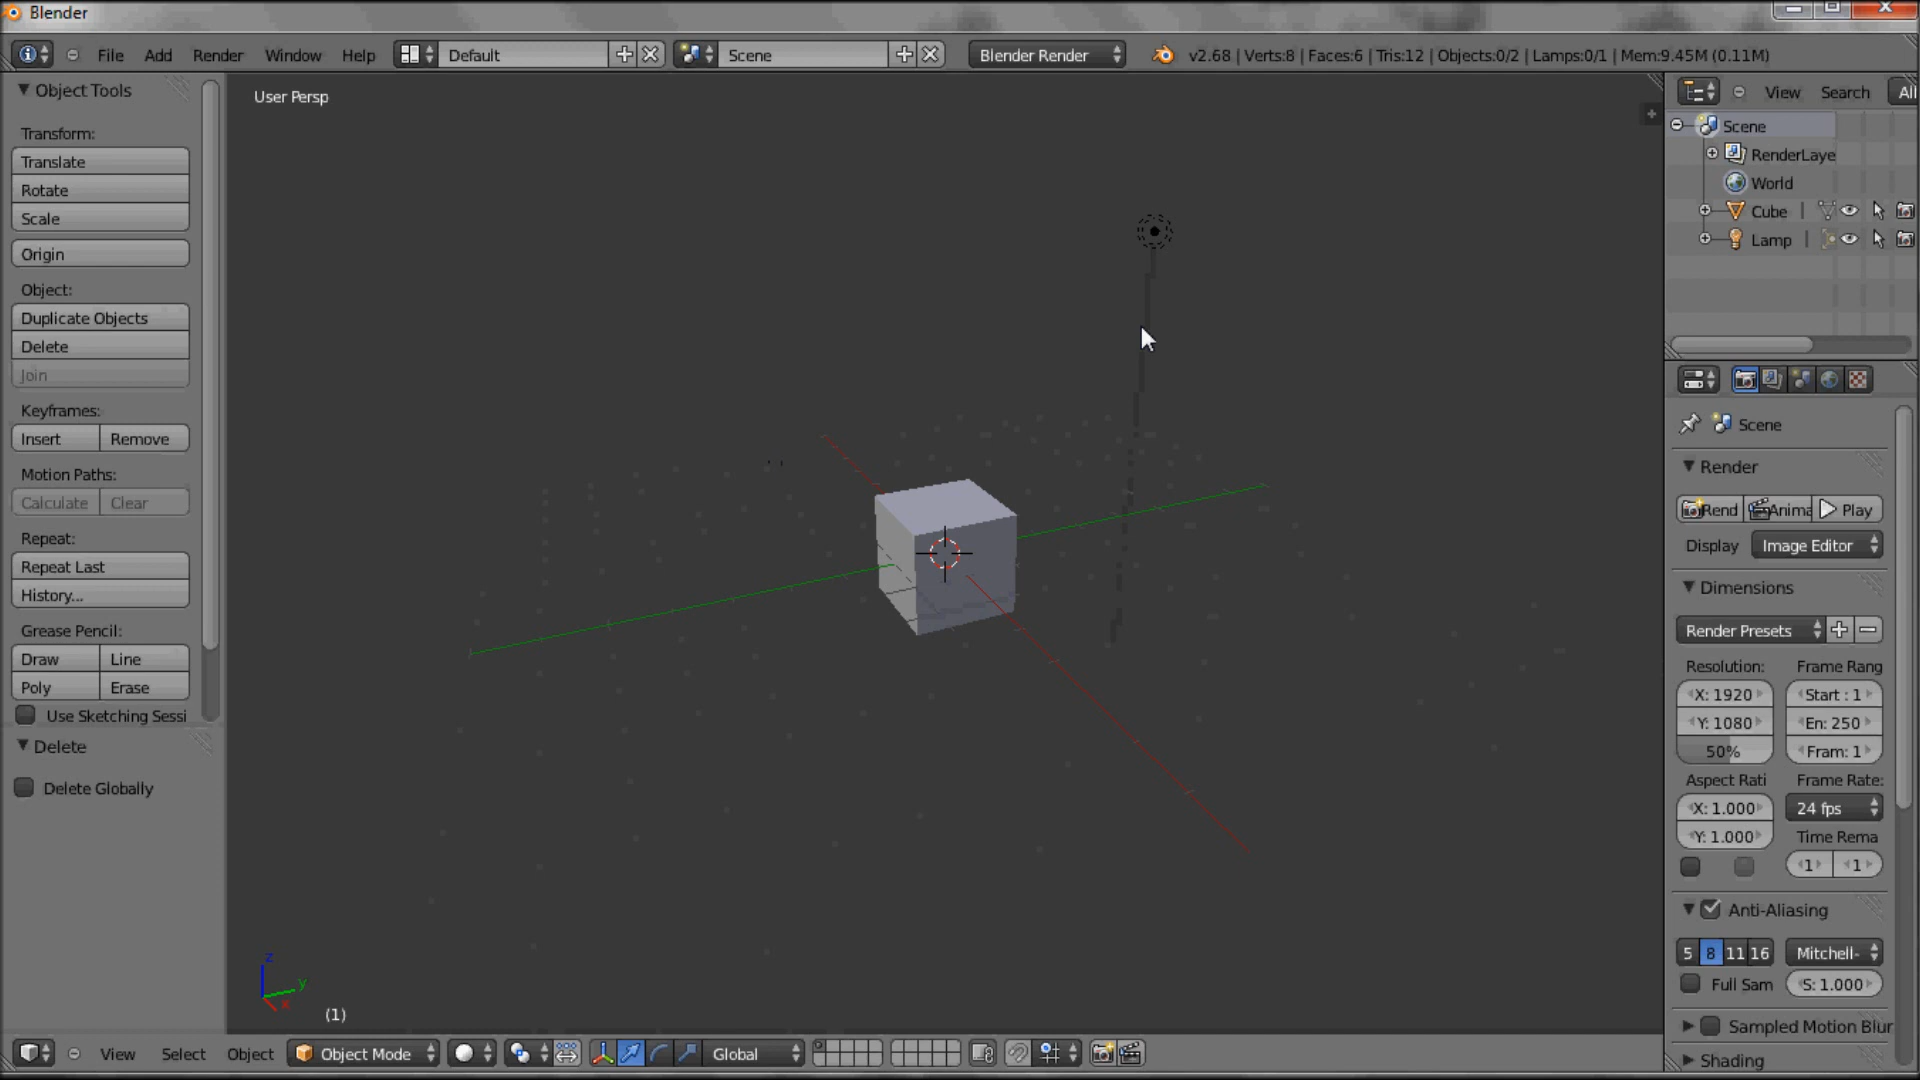 Blender
File Add Render Window Help Default Scene Blender Render v2.68 | Verts:8 | Faces:6 | Tris:12 | Objects:0/2 | Lamps:0/1 | Mem:9.45M (0.11M)
Object Tools
Transform:
Translate
Rotate
Scale
Origin
Object:
Duplicate Objects
Delete
Join
Keyframes:
Insert Remove
Motion Paths:
Calculate Clear
Repeat:
Repeat Last
History...
Grease Pencil:
Draw Line
Poly Erase
Use Sketching Sessi
Delete
Delete Globally
User Persp
z
y
x
(1)
View Select Object Object Mode Global
View Search All
Scene
RenderLaye
World
Cube
Lamp
Scene
Render
Rend Anima Play
Display Image Editor
Dimensions
Render Presets
Resolution: Frame Rang
X: 1920 Start : 1
Y: 1080 En: 250
50% Fram: 1
Aspect Rati Frame Rate:
X: 1.000 24 fps
Y: 1.000 Time Rema
1 1
Anti-Aliasing
5 8 11 16 Mitchell-
Full Sam S: 1.000
Sampled Motion Blur
Shading